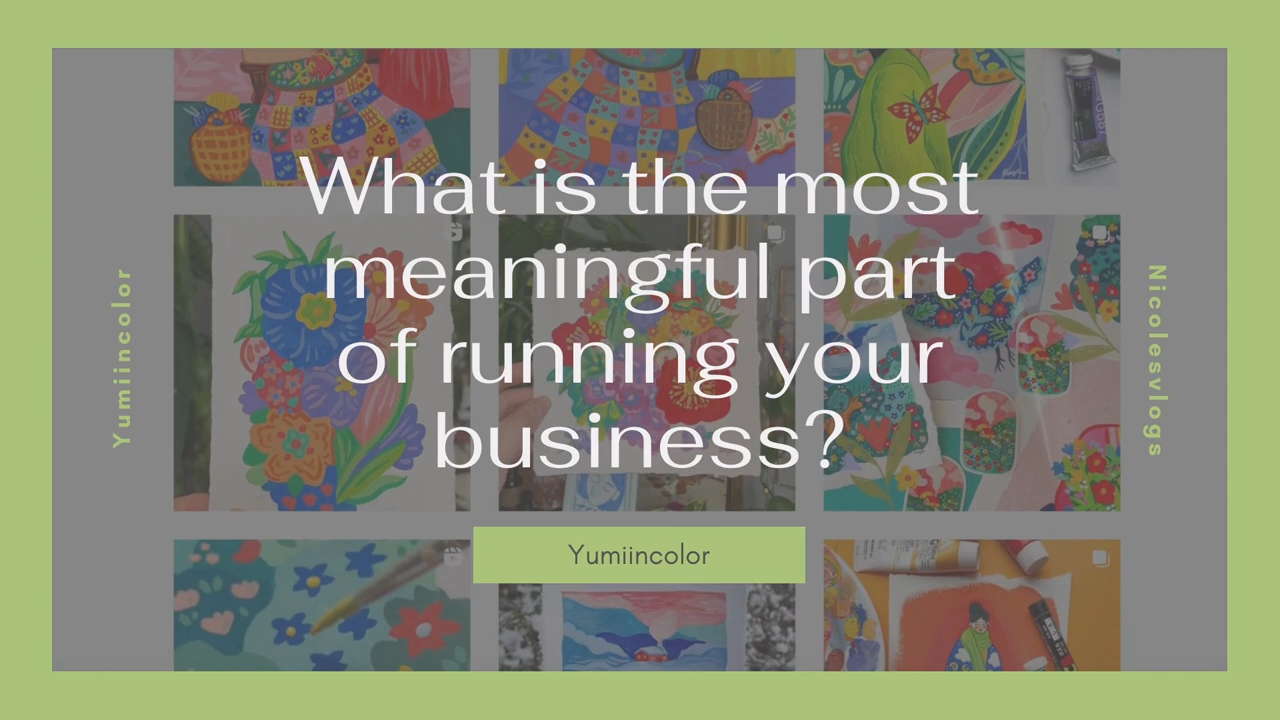 What is the most
meaningful part
of running your
business?
Yumiincolor
Yumiincolor
Nicolesvlogs